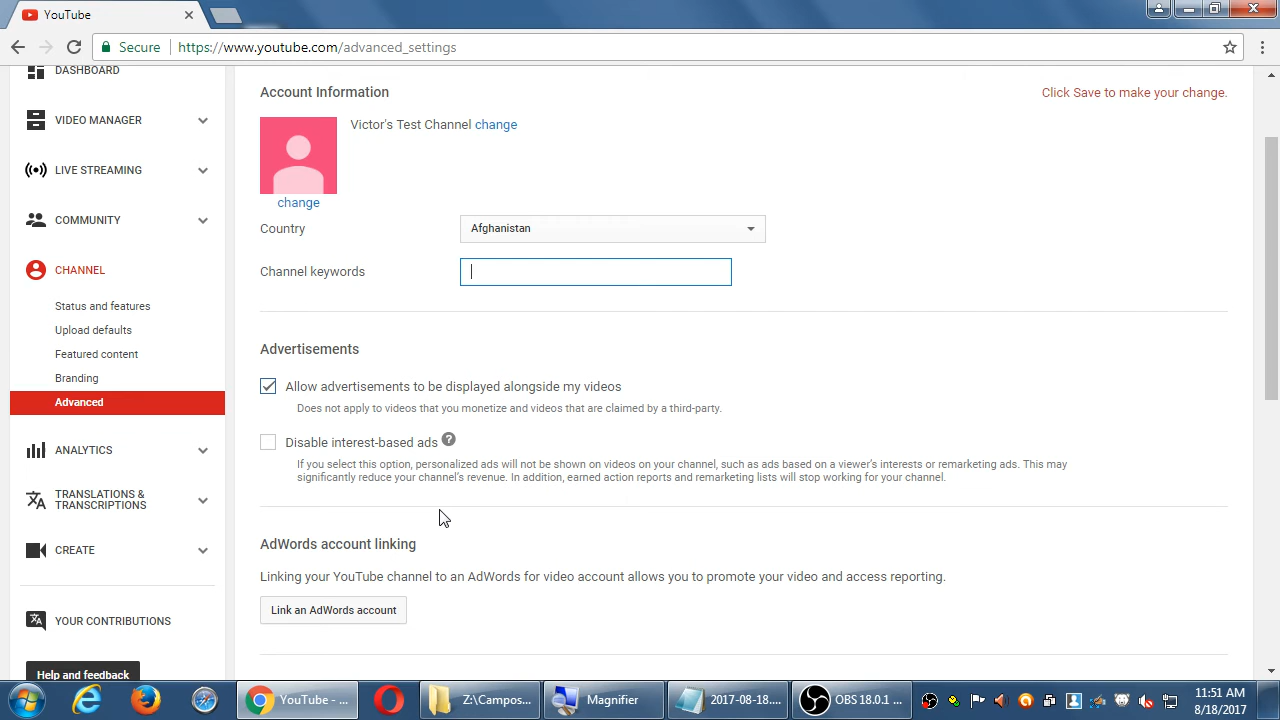 YouTube
Secure
https://www.youtube.com/advanced_settings
DASHBOARD
VIDEO MANAGER
LIVE STREAMING
COMMUNITY
CHANNEL
Status and features
Upload defaults
Featured content
Branding
Advanced
ANALYTICS
TRANSLATIONS &
TRANSCRIPTIONS
CREATE
YOUR CONTRIBUTIONS
Help and feedback
Account Information
Click Save to make your change.
Victor's Test Channel change
change
Country
Afghanistan
Channel keywords
Advertisements
Allow advertisements to be displayed alongside my videos
Does not apply to videos that you monetize and videos that are claimed by a third-party.
Disable interest-based ads ?
If you select this option, personalized ads will not be shown on videos on your channel, such as ads based on a viewer's interests or remarketing ads. This may
significantly reduce your channel's revenue. In addition, earned action reports and remarketing lists will stop working for your channel.
AdWords account linking
Linking your YouTube channel to an AdWords for video account allows you to promote your video and access reporting.
Link an AdWords account
YouTube - ...
Z:\Campos...
Magnifier
2017-08-18....
OBS 18.0.1 ...
11:51 AM
8/18/2017